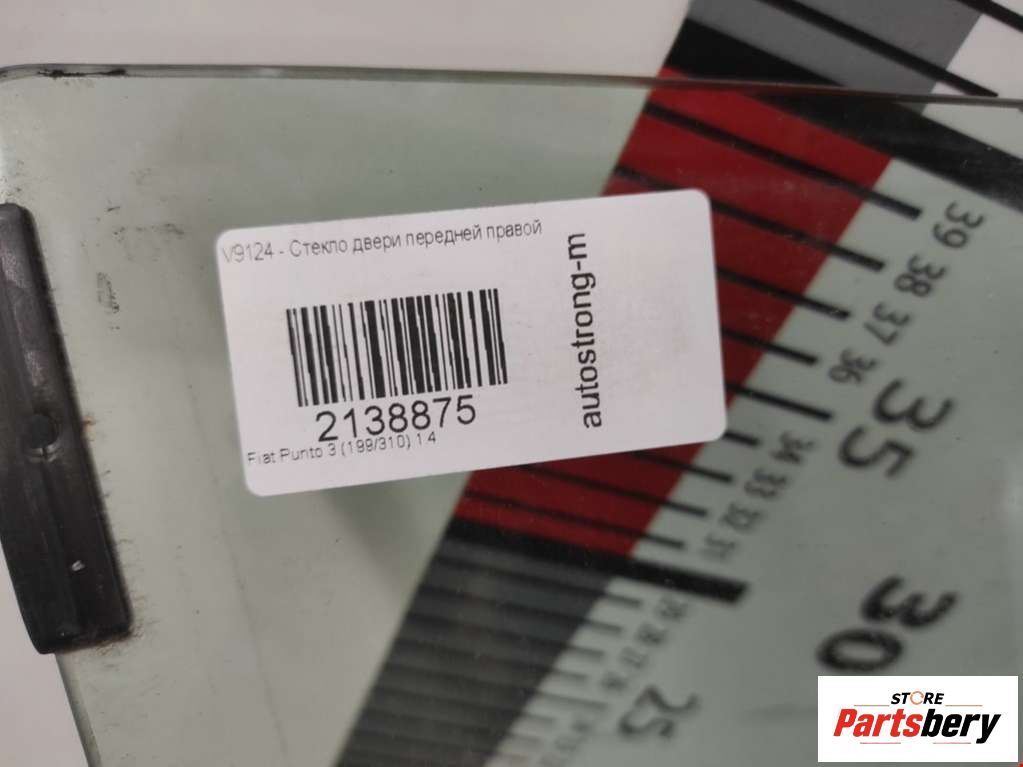 V9124 - Стекло двери передней правой
autostrong-m
2138875
Fiat Punto 3 (199/310) 1.4
39
38
37
36
35
34
33
32
31
30
25
STORE
Partsbery